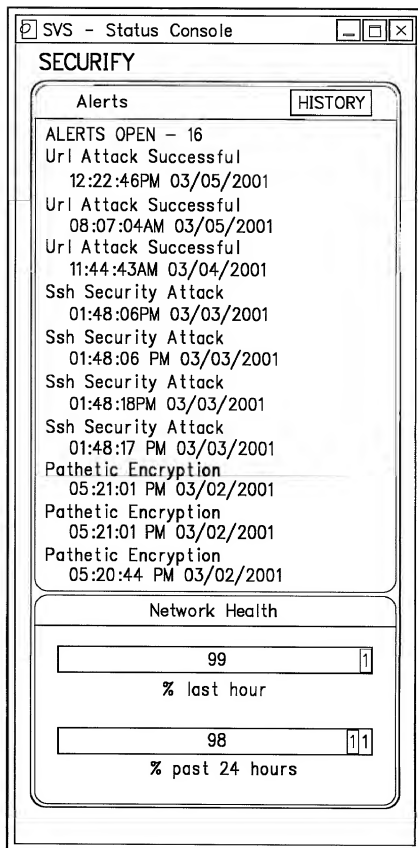 SVS - Status Console
SECURIFY
Alerts HISTORY
ALERTS OPEN - 16
Url Attack Successful
12:22:46PM 03/05/2001
Url Attack Successful
08:07:04AM 03/05/2001
Url Attack Successful
11:44:43AM 03/04/2001
Ssh Security Attack
01:48:06PM 03/03/2001
Ssh Security Attack
01:48:06 PM 03/03/2001
Ssh Security Attack
01:48:18PM 03/03/2001
Ssh Security Attack
01:48:17 PM 03/03/2001
Pathetic Encryption
05:21:01 PM 03/02/2001
Pathetic Encryption
05:21:01 PM 03/02/2001
Pathetic Encryption
05:20:44 PM 03/02/2001
Network Health
99 1
% last hour
98 1 1
% past 24 hours